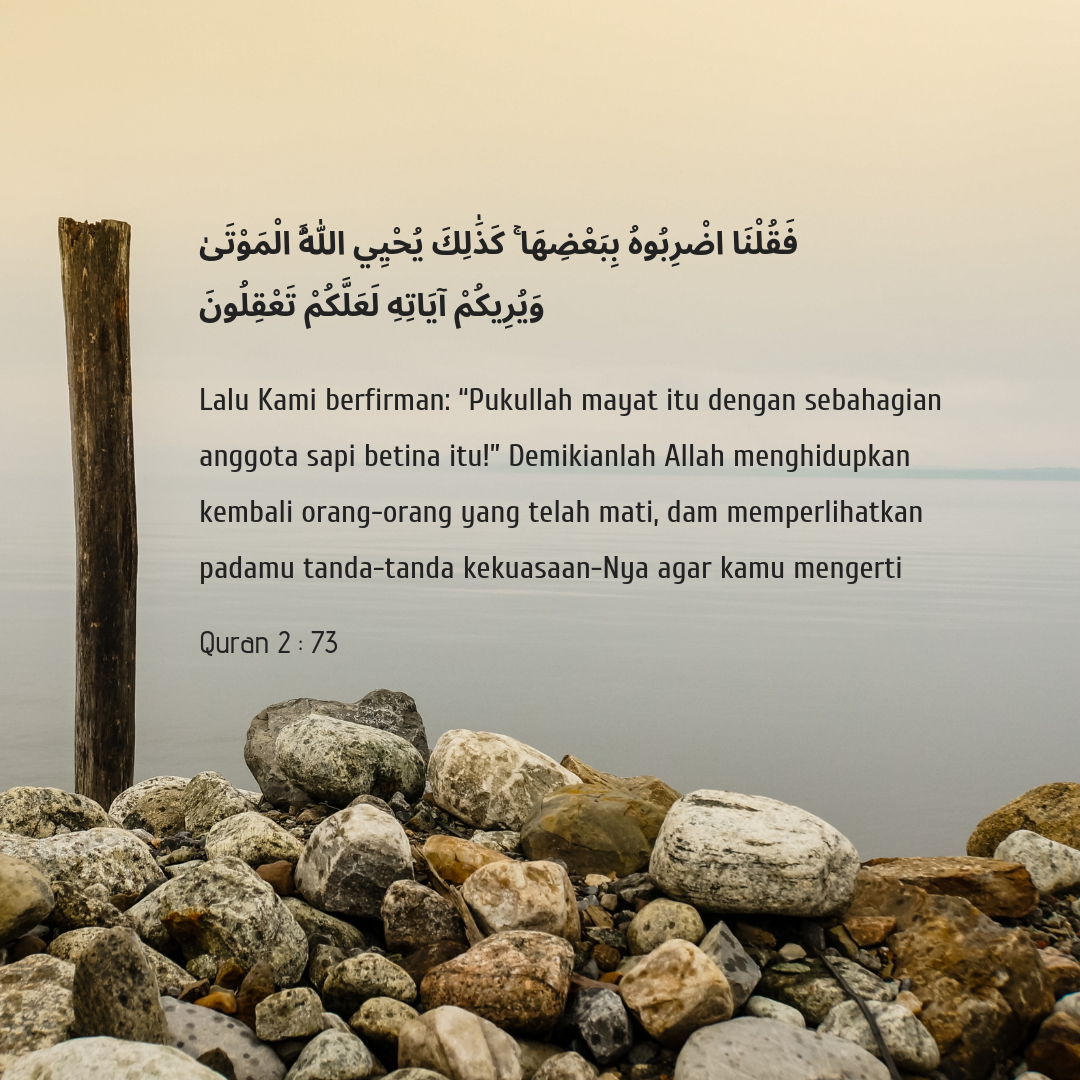 فَقُلْنَا اضْرِبُوهُ بِبَعْضِهَا ۚ كَذَٰلِكَ يُحْيِي اللَّهُ الْمَوْتَىٰ
وَيُرِيكُمْ آيَاتِهِ لَعَلَّكُمْ تَعْقِلُونَ
Lalu Kami berfirman: “Pukullah mayat itu dengan sebahagian
anggota sapi betina itu!” Demikianlah Allah menghidupkan
kembali orang-orang yang telah mati, dam memperlihatkan
padamu tanda-tanda kekuasaan-Nya agar kamu mengerti
Quran 2 : 73